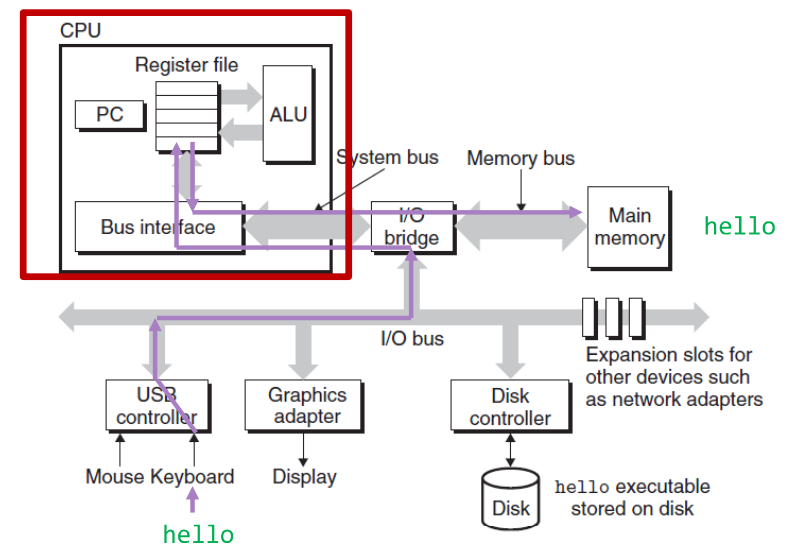 CPU
Register file
PC
ALU
System bus
Memory bus
Bus interface
I/O
bridge
Main
memory
hello
I/O bus
Expansion slots for
other devices such
as network adapters
USB
controller
Graphics
adapter
Disk
controller
Mouse Keyboard
Display
Disk
hello executable
stored on disk
hello